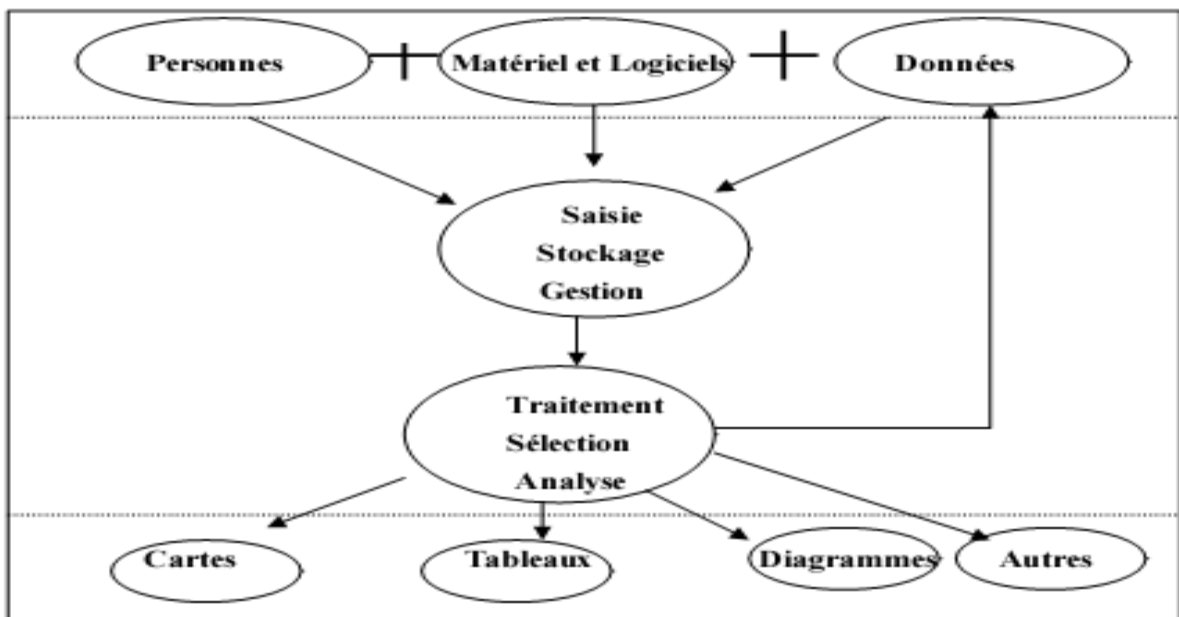 Personnes + Matériel et Logiciels + Données
Saisie
Stockage
Gestion
Traitement
Sélection
Analyse
Cartes Tableaux Diagrammes Autres